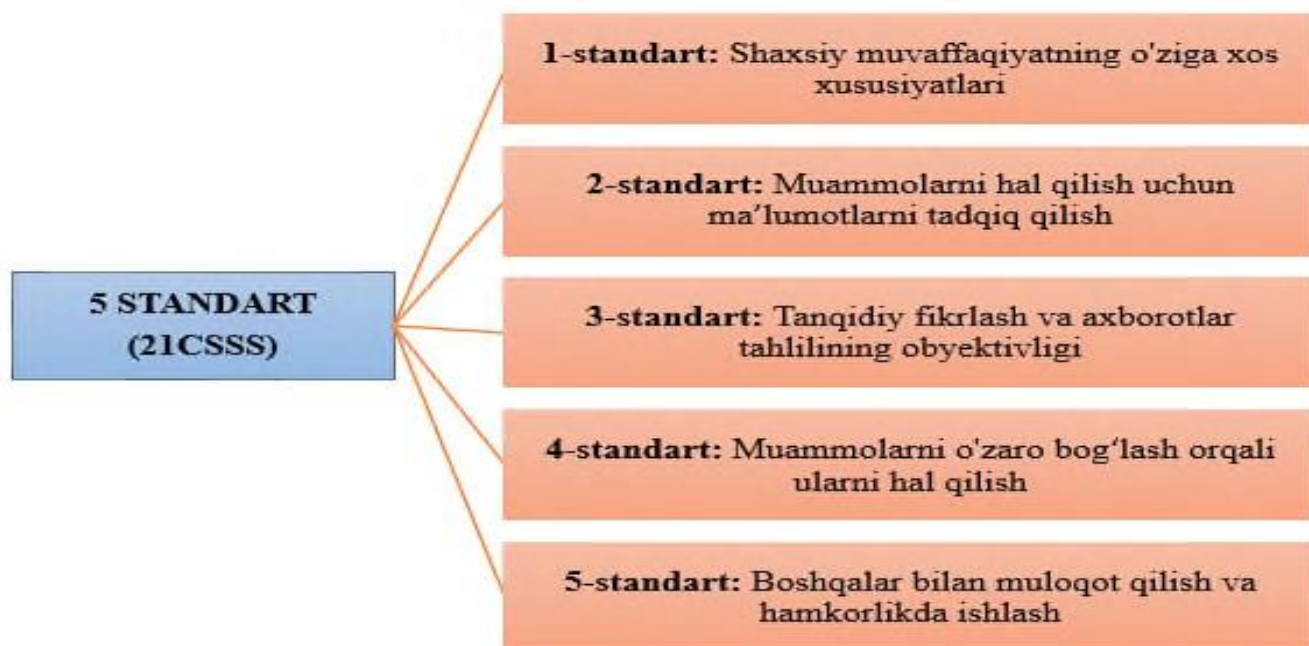 5 STANDART
(21CSSS)
1-standart: Shaxsiy muvaffaqiyatning o'ziga xos
xususiyatlari
2-standart: Muammolarni hal qilish uchun
ma’lumotlarni tadqiq qilish
3-standart: Tanqidiy fikrlash va axborotlar
tahlilining obyektivligi
4-standart: Muammolarni o'zaro bog‘lash orqali
ularni hal qilish
5-standart: Boshqalar bilan muloqot qilish va
hamkorlikda ishlash